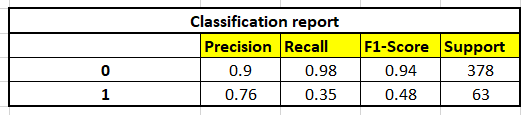 Classification report
Precision Recall F1-Score Support
0 0.9 0.98 0.94 378
1 0.76 0.35 0.48 63